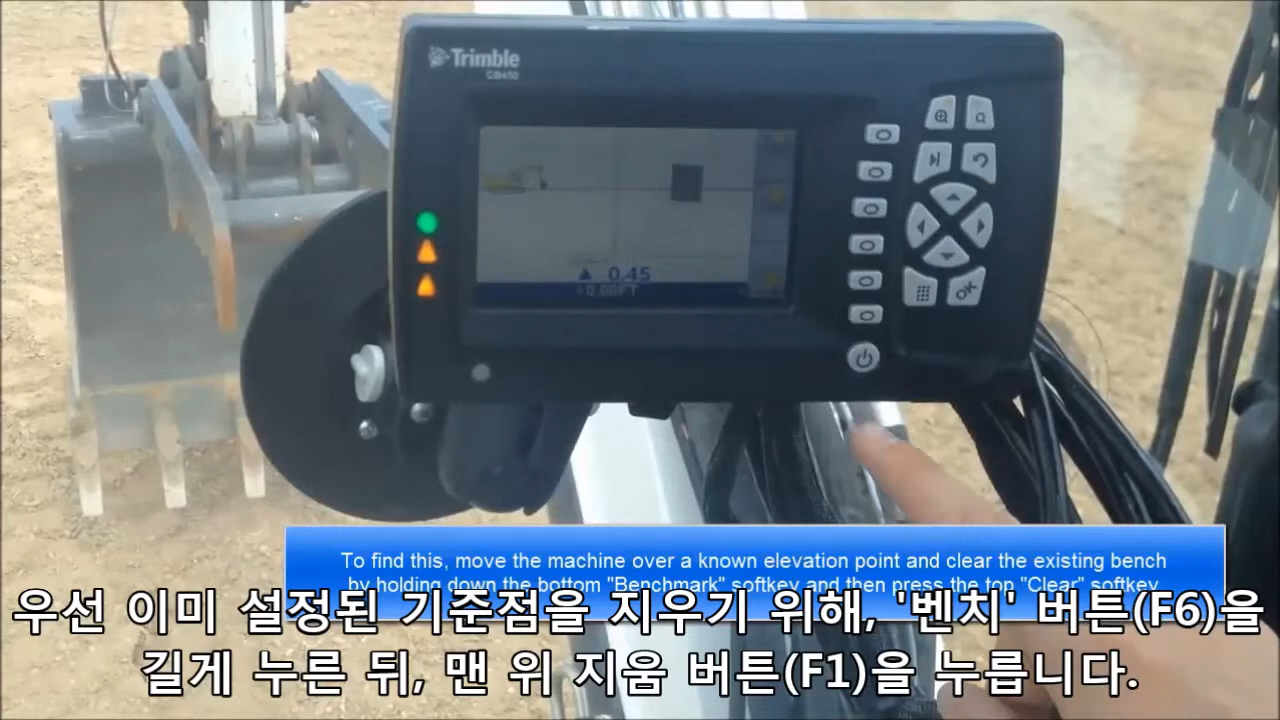 Trimble
CB450
▲ 0.45
OK
To find this, move the machine over a known elevation point and clear the existing bench
by holding down the bottom "Benchmark" softkey and then press the top "Clear" softkey
우선 이미 설정된 기준점을 지우기 위해, '벤치' 버튼(F6)을
길게 누른 뒤, 맨 위 지움 버튼(F1)을 누릅니다.